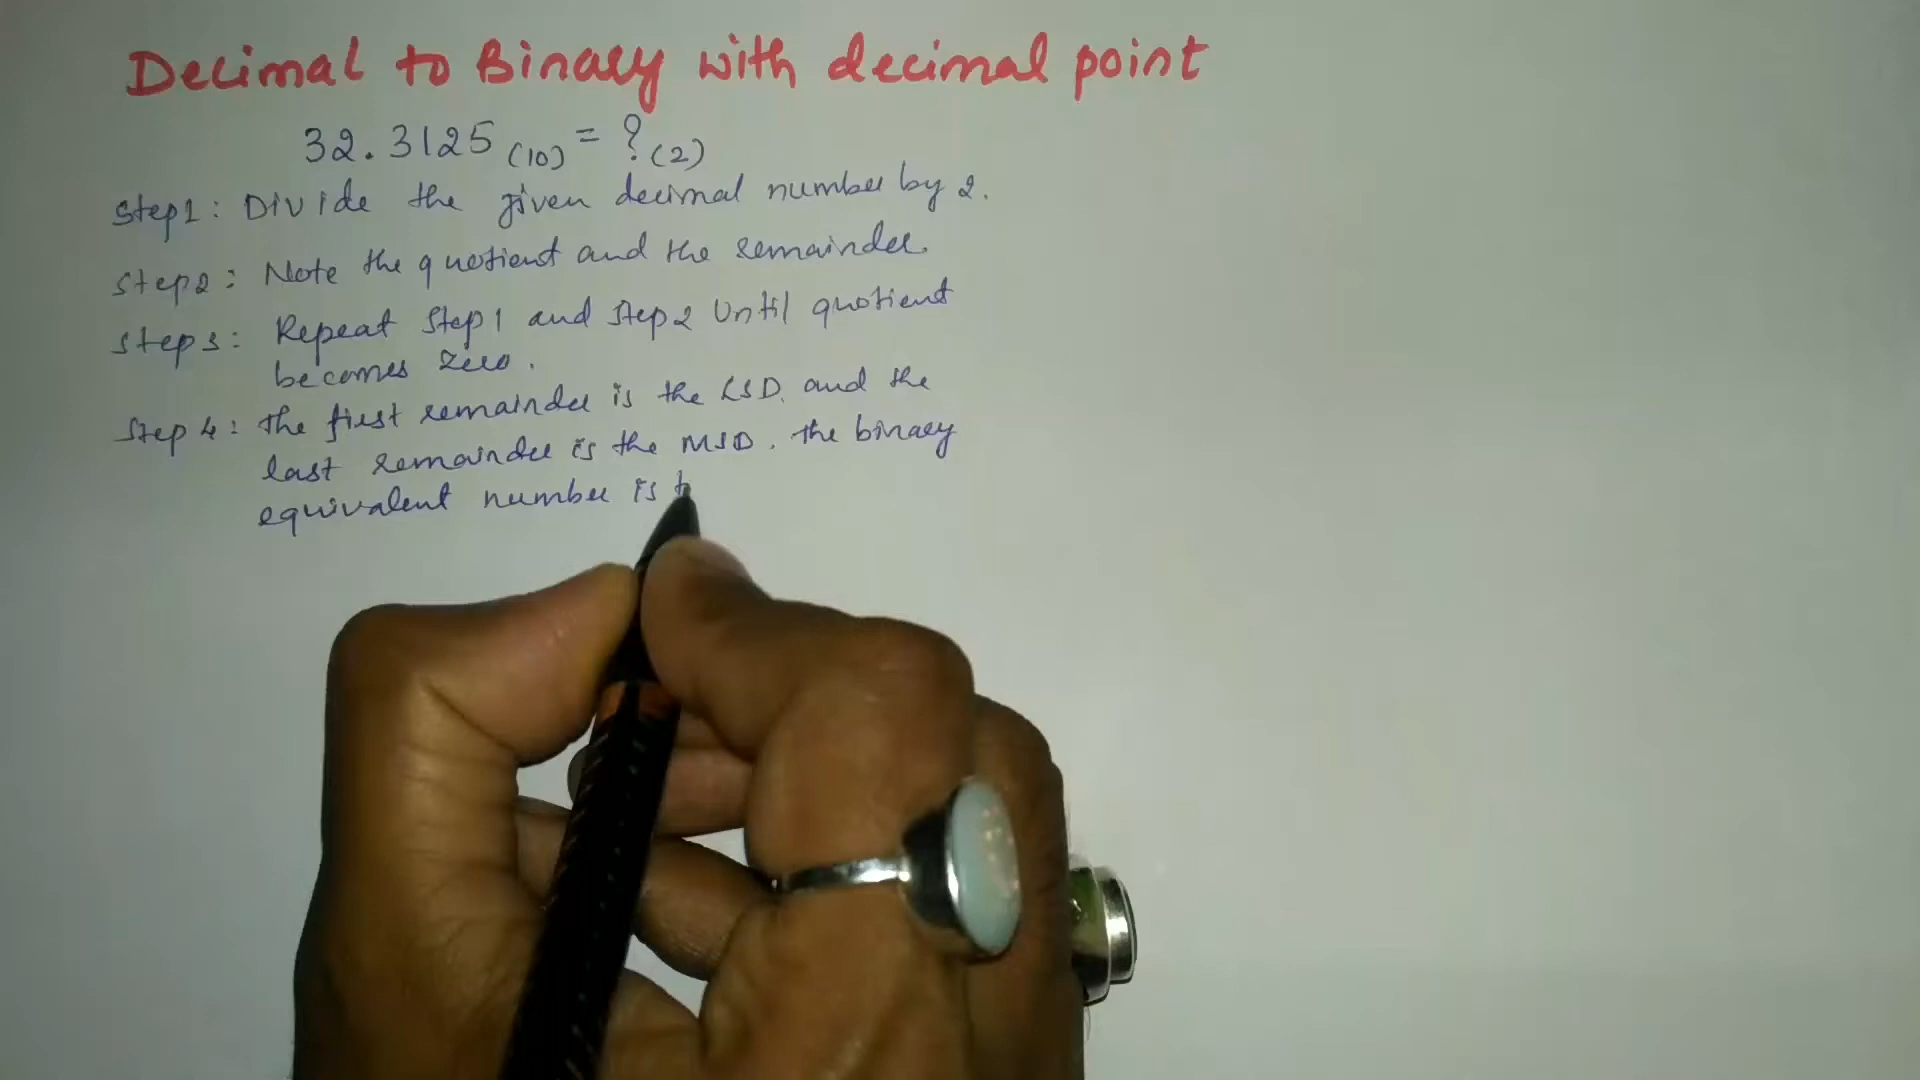 Decimal to Binary with decimal point
32.3125 (10) = ? (2)
Step1: Divide the given decimal number by 2.
Step2: Note the quotient and the remainder.
Step3: Repeat Step1 and Step2 Until quotient
becomes zero.
Step 4: the first remainder is the LSD and the
last remainder is the MSD. the binary
equivalent number is